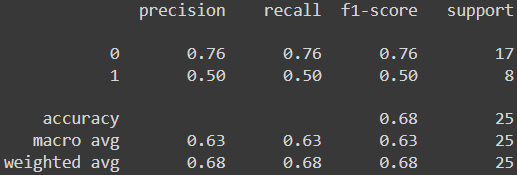 precision recall f1-score support
0 0.76 0.76 0.76 17
1 0.50 0.50 0.50 8
accuracy 0.68 25
macro avg 0.63 0.63 0.63 25
weighted avg 0.68 0.68 0.68 25